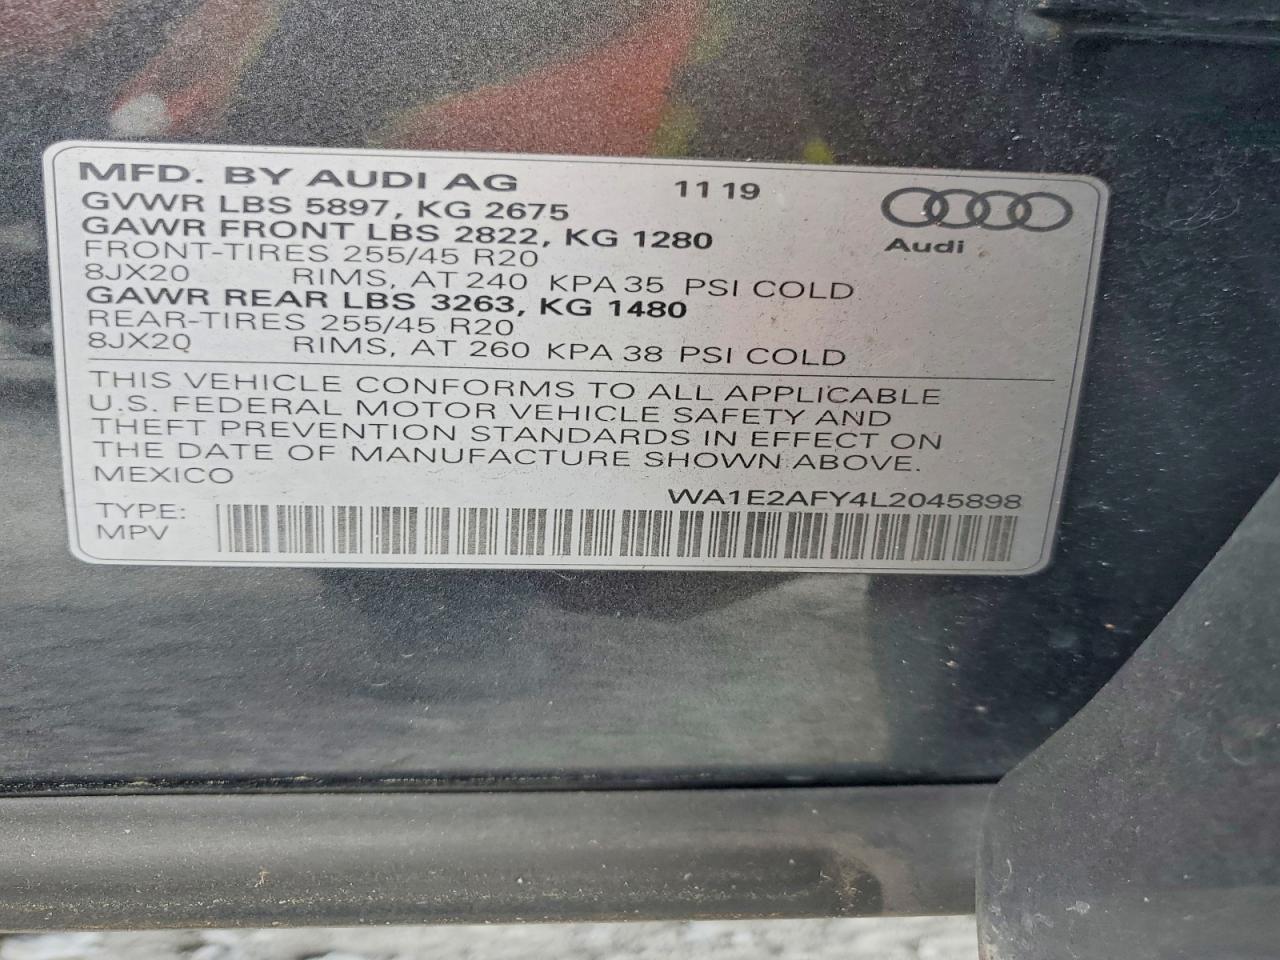 MFD. BY AUDI AG 11 19
GVWR LBS 5897, KG 2675
GAWR FRONT LBS 2822, KG 1280
Audi
FRONT-TIRES 255/45 R20
8JX20 RIMS, AT 240 KPA 35 PSI COLD
GAWR REAR LBS 3263, KG 1480
REAR-TIRES 255/45 R20
8JX20 RIMS, AT 260 KPA 38 PSI COLD
THIS VEHICLE CONFORMS TO ALL APPLICABLE
U.S. FEDERAL MOTOR VEHICLE SAFETY AND
THEFT PREVENTION STANDARDS IN EFFECT ON
THE DATE OF MANUFACTURE SHOWN ABOVE.
MEXICO
WA1E2AFY4L2045898
TYPE:
MPV